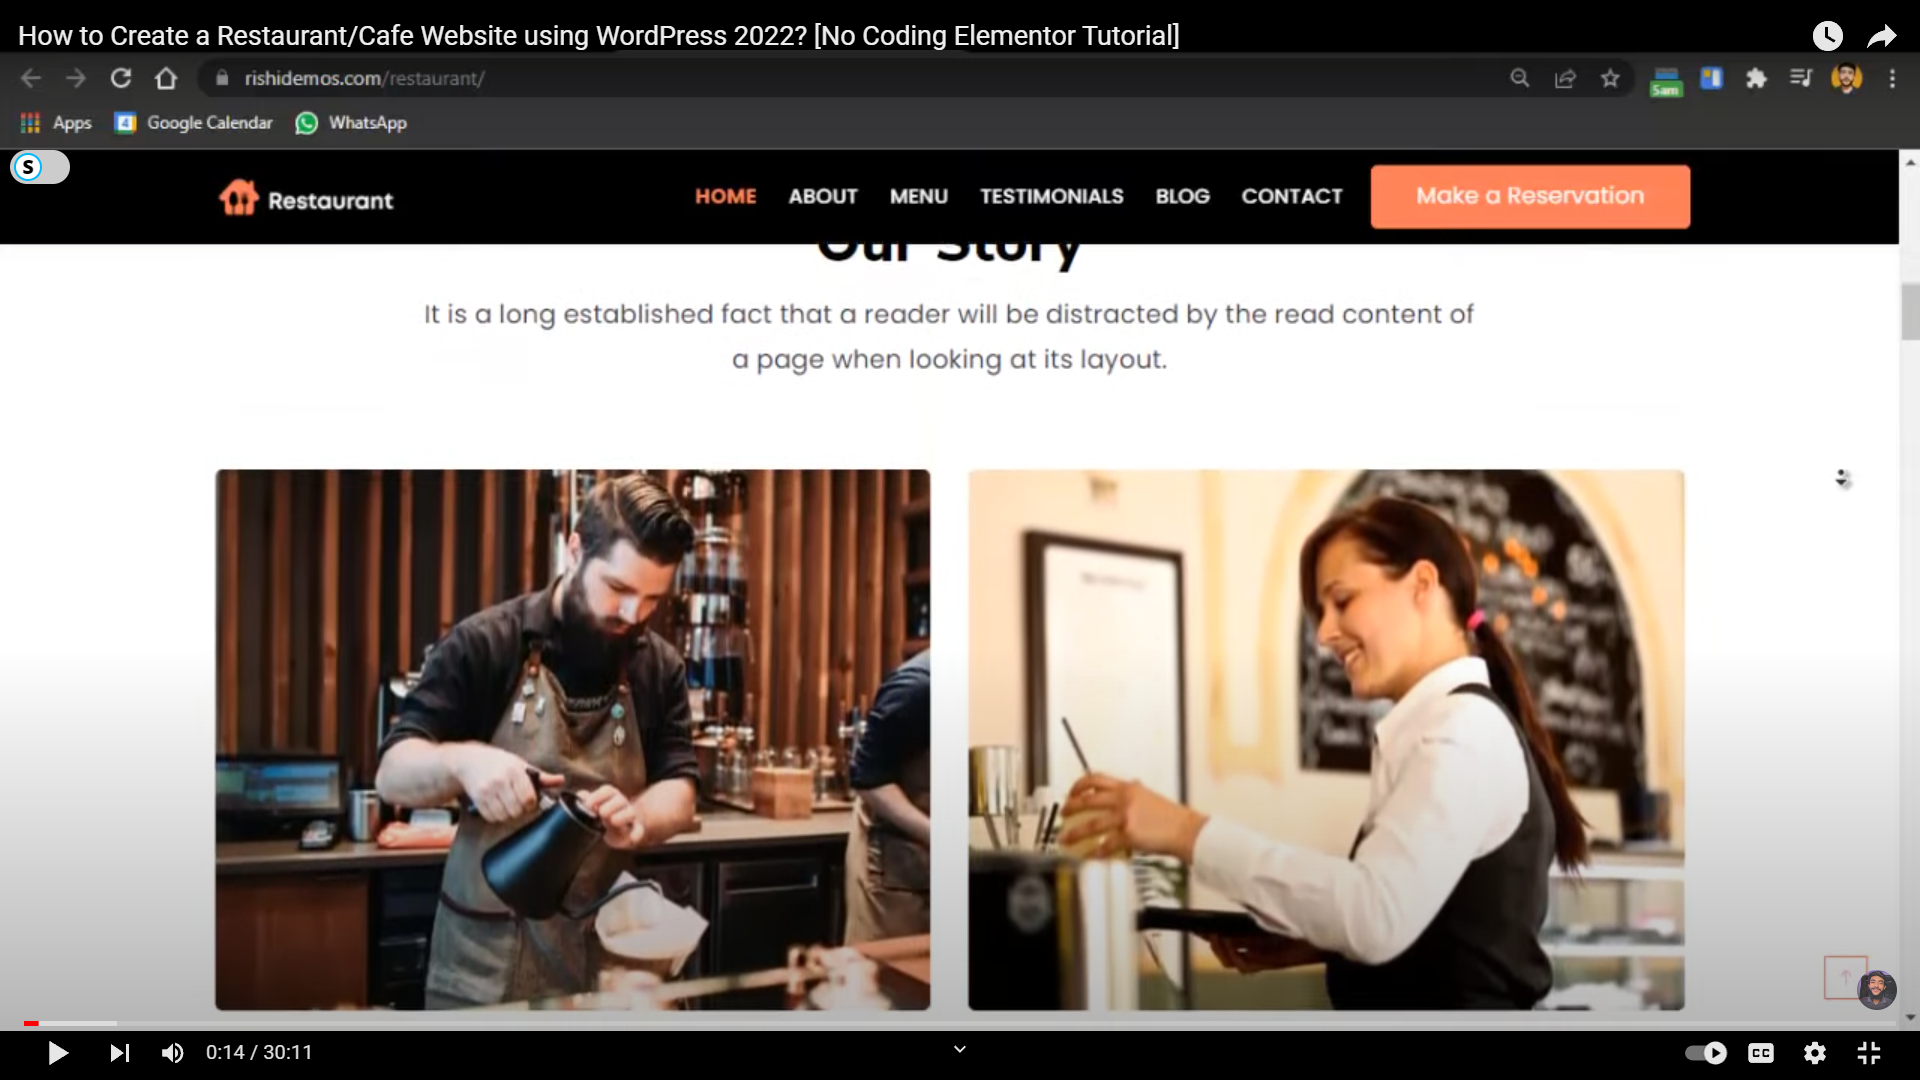 How to Create a Restaurant/Cafe Website using WordPress 2022? [No Coding Elementor Tutorial]
rishidemos.com/restaurant/
Sam
Apps
4
Google Calendar
WhatsApp
S
Restaurant
HOME
ABOUT
MENU
TESTIMONIALS
BLOG
CONTACT
Make a Reservation
Our Story
It is a long established fact that a reader will be distracted by the read content of
a page when looking at its layout.
0:14 / 30:11
CC